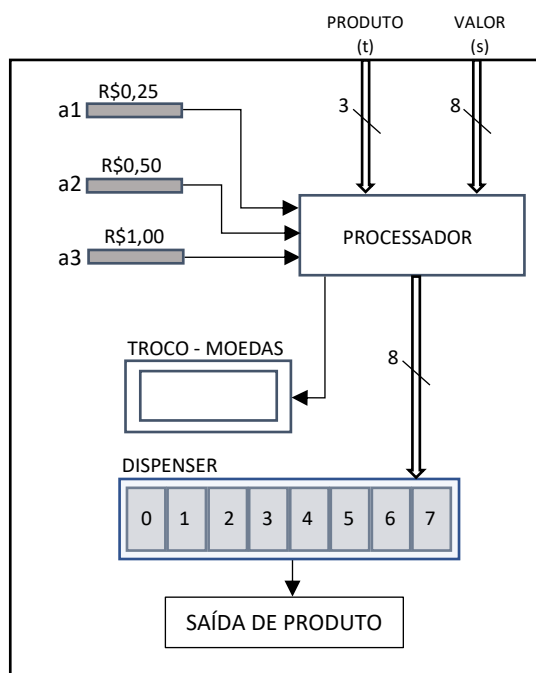 PRODUTO
(t)
VALOR
(s)
R$0,25
a1
3
8
R$0,50
a2
R$1,00
a3
PROCESSADOR
TROCO - MOEDAS
8
DISPENSER
0 1 2 3 4 5 6 7
SAÍDA DE PRODUTO